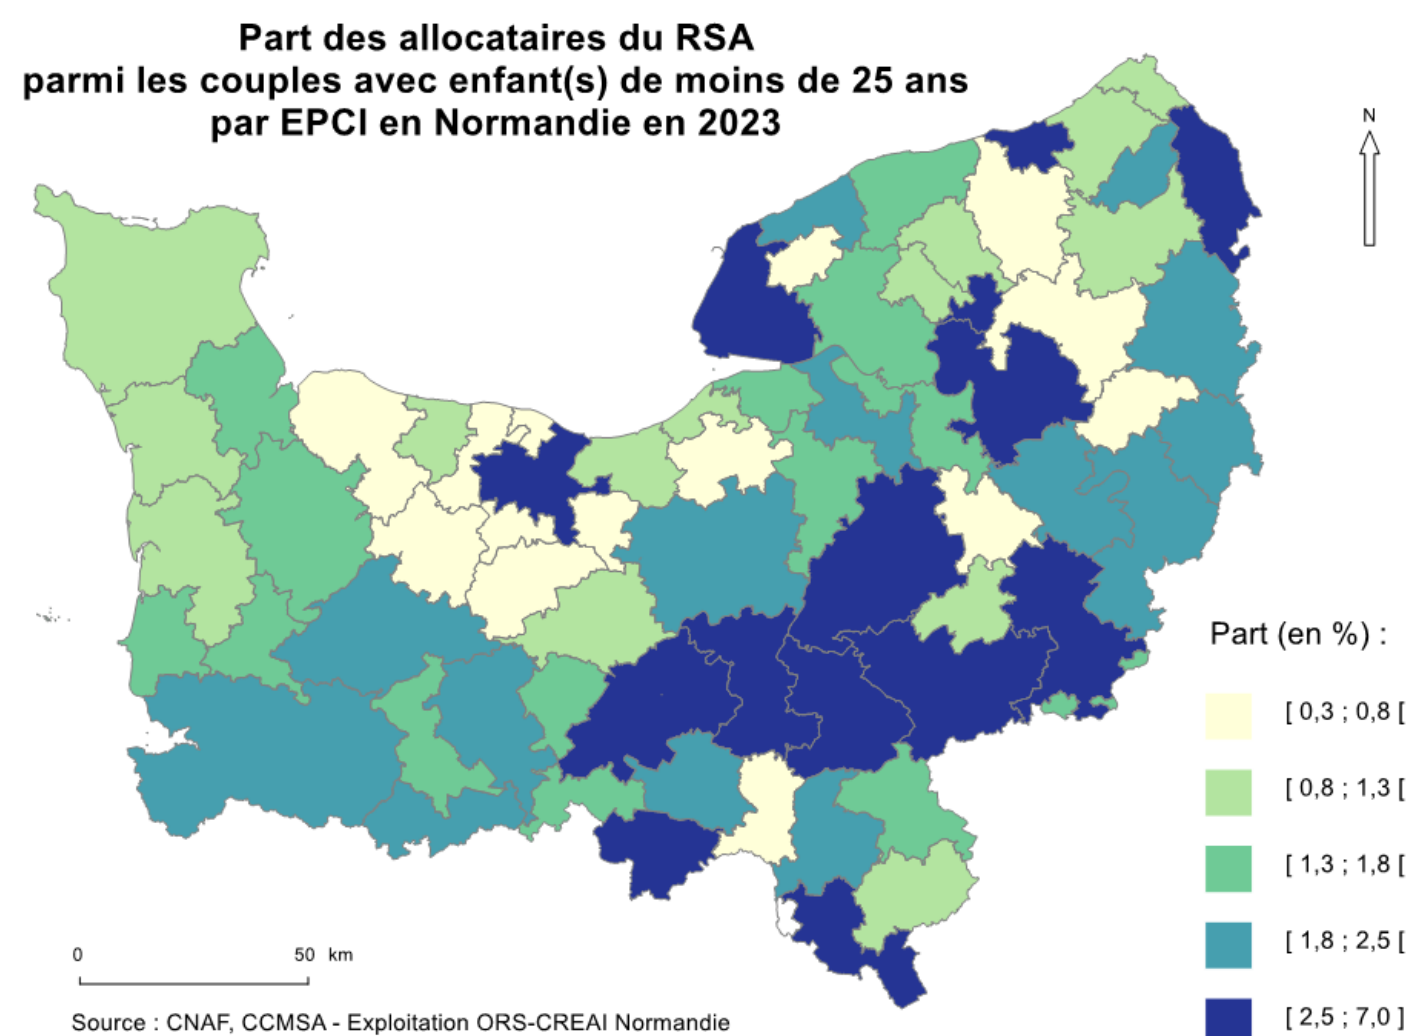 Part des allocataires du RSA
parmi les couples avec enfant(s) de moins de 25 ans
par EPCI en Normandie en 2023
N
Part (en %) :
[ 0,3 ; 0,8 [
[ 0,8 ; 1,3 [
[ 1,3 ; 1,8 [
[ 1,8 ; 2,5 [
[ 2,5 ; 7,0 ]
0 50 km
Source : CNAF, CCMSA - Exploitation ORS-CREAI Normandie